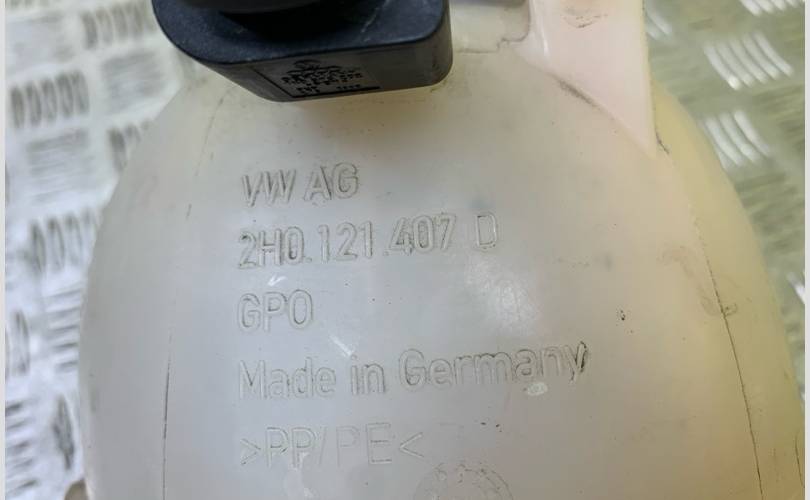 VW AG
2H0.121.407 D
GPO
Made in Germany
>PP/PE<